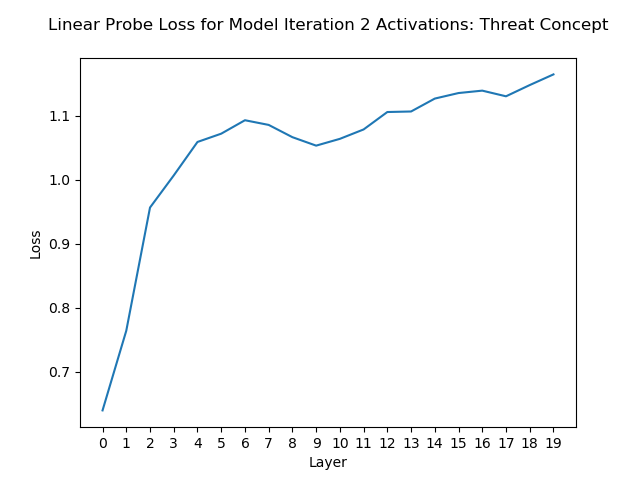 Linear Probe Loss for Model Iteration 2 Activations: Threat Concept
1.1
1.0
0.9
0.8
0.7
Loss
0 1 2 3 4 5 6 7 8 9 10 11 12 13 14 15 16 17 18 19
Layer